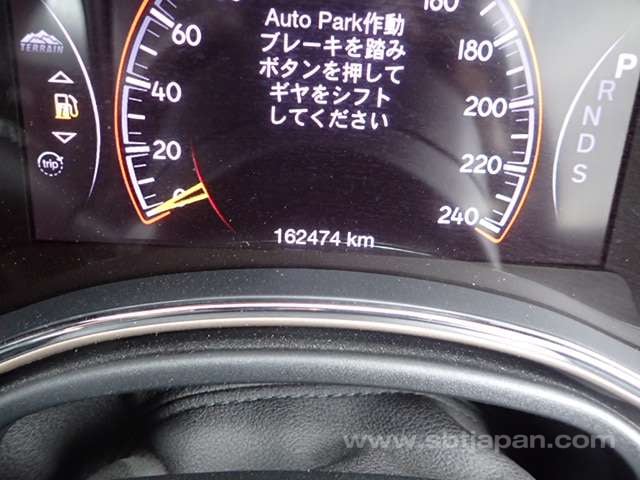 TERRAIN
trip
0
20
40
60
160
180
200
220
240
Auto Park作動
ブレーキを踏み
ボタンを押して
ギヤをシフト
してください
162474 km
P
R
N
D
S
www.sbtjapan.com